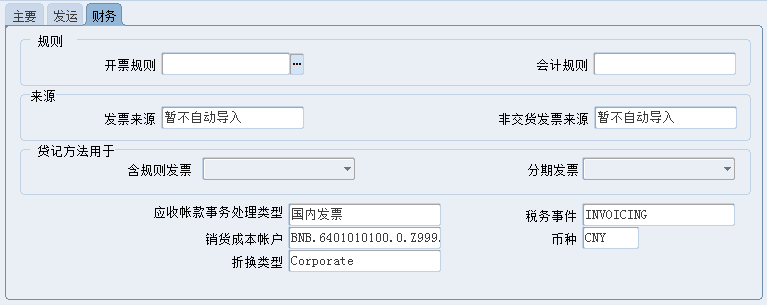 主要 发运 财务
规则
开票规则 ... 会计规则
来源
发票来源 暂不自动导入 非交货发票来源 暂不自动导入
贷记方法用于
含规则发票 分期发票
应收帐款事务处理类型 国内发票 税务事件 INVOICING
销货成本帐户 BNB.6401010100.0.Z999. 币种 CNY
折换类型 Corporate